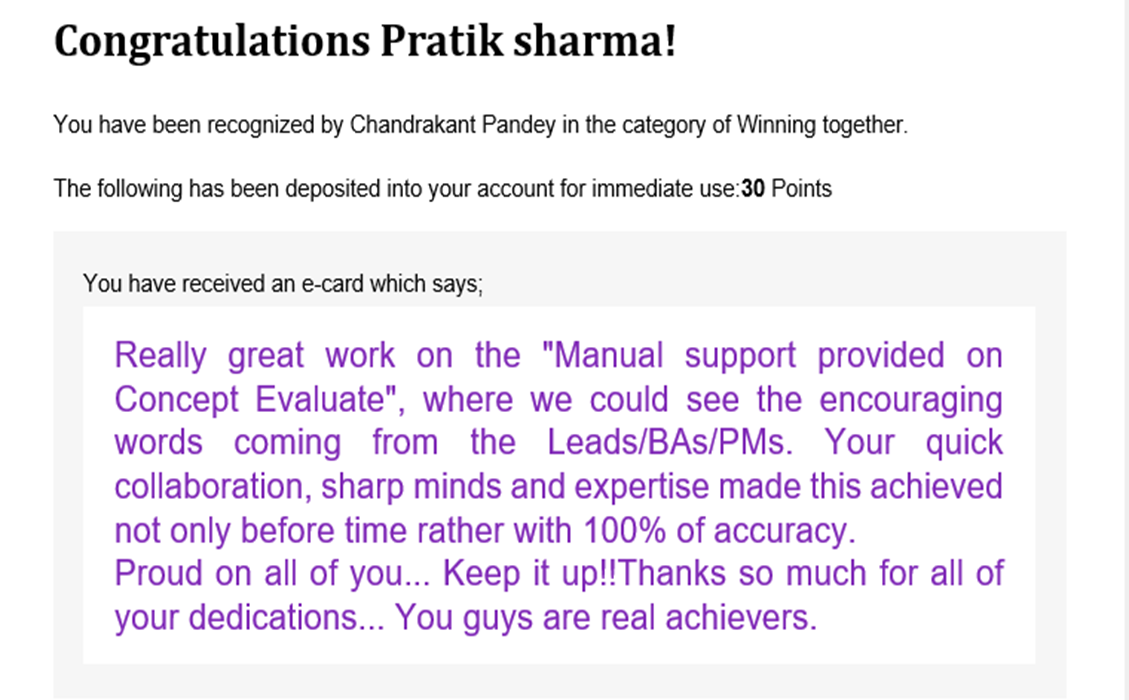 Congratulations Pratik sharma!
You have been recognized by Chandrakant Pandey in the category of Winning together.
The following has been deposited into your account for immediate use:30 Points
You have received an e-card which says;
Really great work on the "Manual support provided on
Concept Evaluate", where we could see the encouraging
words coming from the Leads/BAs/PMs. Your quick
collaboration, sharp minds and expertise made this achieved
not only before time rather with 100% of accuracy.
Proud on all of you... Keep it up!!Thanks so much for all of
your dedications... You guys are real achievers.